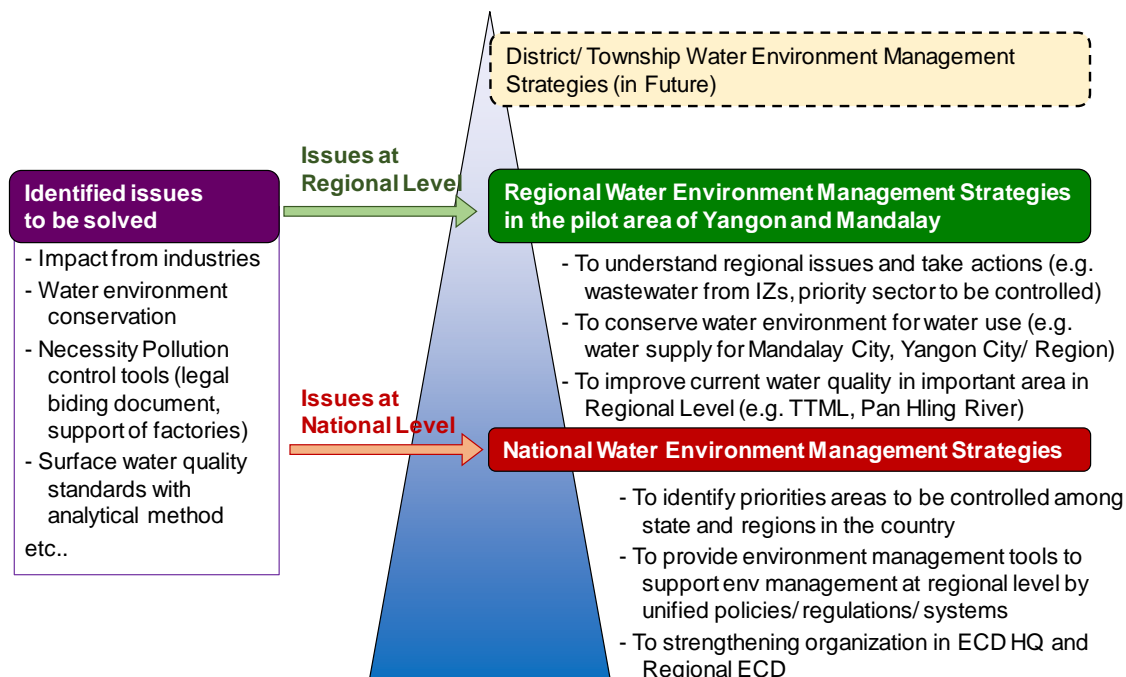 District/ Township Water Environment Management
Strategies (in Future)
Issues at
Regional Level
Identified issues
to be solved
- Impact from industries
- Water environment
conservation
- Necessity Pollution
control tools (legal
biding document,
support of factories)
- Surface water quality
standards with
analytical method
etc..
Regional Water Environment Management Strategies
in the pilot area of Yangon and Mandalay
- To understand regional issues and take actions (e.g.
wastewater from IZs, priority sector to be controlled)
- To conserve water environment for water use (e.g.
water supply for Mandalay City, Yangon City/ Region)
- To improve current water quality in important area in
Regional Level (e.g. TTML, Pan Hling River)
Issues at
National Level
National Water Environment Management Strategies
- To identify priorities areas to be controlled among
state and regions in the country
- To provide environment management tools to
support env management at regional level by
unified policies/ regulations/ systems
- To strengthening organization in ECD HQ and
Regional ECD